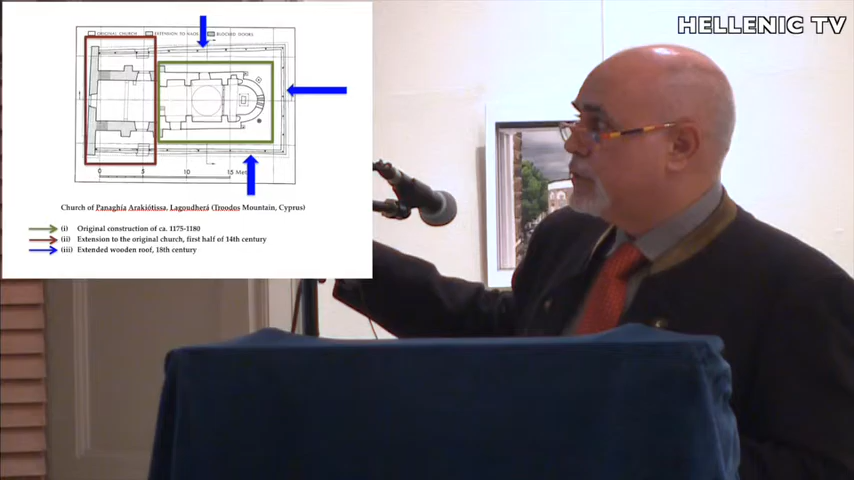 HELLENIC TV
ORIGINAL CHURCH EXTENSION TO NAOS BLOCKED DOORS
0 5 10 15
Church of Panaghia Arakiótissa, Lagoudherá (Troodos Mountain, Cyprus)
(i) Original construction of ca. 1175-1180
(ii) Extension to the original church, first half of 14th century
(iii) Extended wooden roof, 18th century